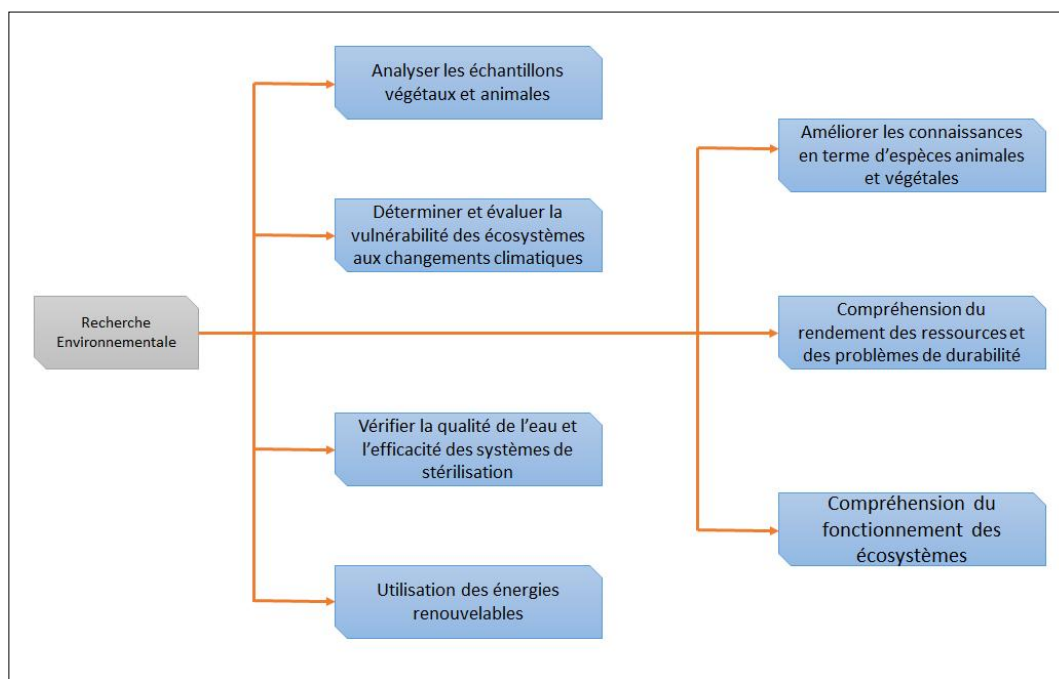 Recherche
Environnementale
Analyser les échantillons
végétaux et animales
Déterminer et évaluer la
vulnérabilité des écosystèmes
aux changements climatiques
Vérifier la qualité de l'eau et
l'efficacité des systèmes de
stérilisation
Utilisation des énergies
renouvelables
Améliorer les connaissances
en terme d'espèces animales
et végétales
Compréhension du
rendement des ressources et
des problèmes de durabilité
Compréhension du
fonctionnement des
écosystèmes